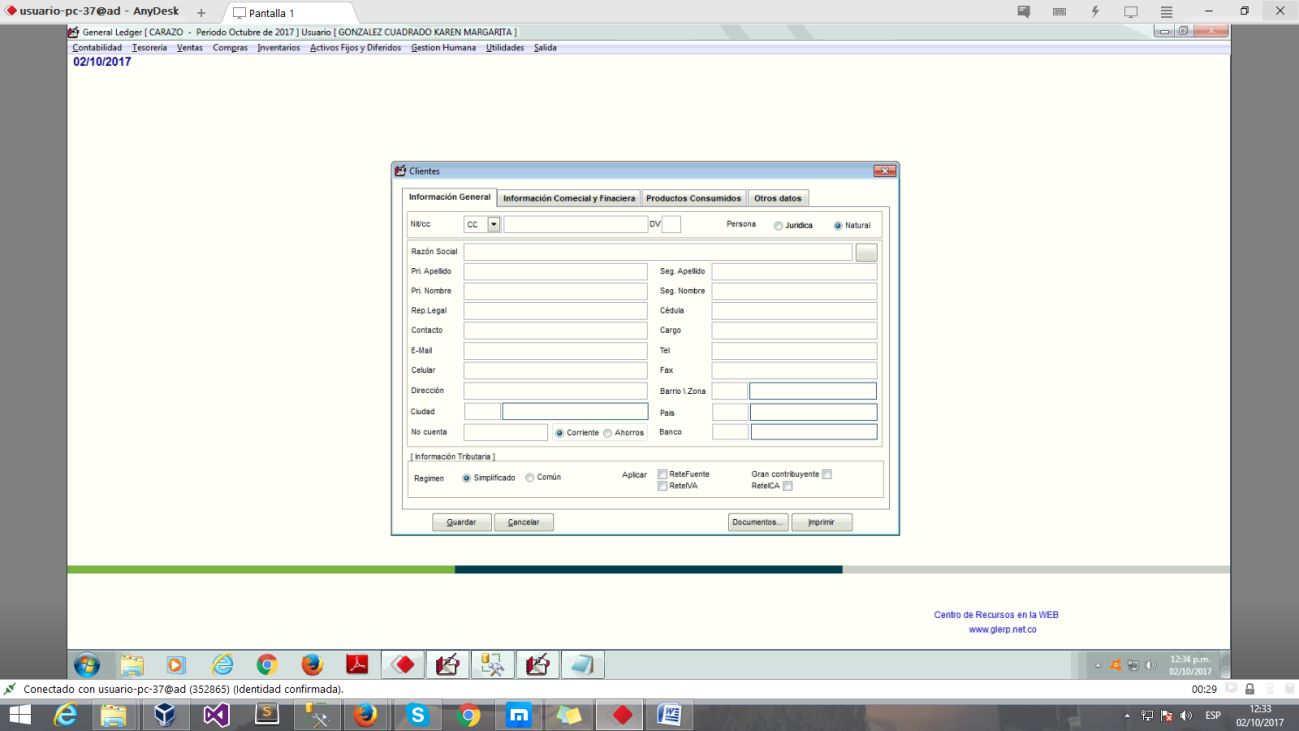 usuario-pc-37@ad - AnyDesk + Pantalla 1
General Ledger [ CARAZO - Periodo Octubre de 2017 ] Usuario [ GONZALEZ CUADRADO KAREN MARGARITA ]
Contabilidad Tesorería Ventas Compras Inventarios Activos Fijos y Diferidos Gestion Humana Utilidades Salida
02/10/2017
Clientes
Información General Información Comecial y Finaciera Productos Consumidos Otros datos
Nit/cc CC DV Persona Juridica Natural
Razón Social
Pri. Apellido Seg. Apellido
Pri. Nombre Seg. Nombre
Rep.Legal Cédula
Contacto Cargo
E-Mail Tel
Celular Fax
Dirección Barrio \ Zona
Ciudad Pais
No cuenta Corriente Ahorros Banco
[ Información Tributaria ]
Regimen Simplificado Común Aplicar ReteFuente Gran contribuyente
ReteIVA ReteICA
Guardar Cancelar Documentos... Imprimir
Centro de Recursos en la WEB
www.glerp.net.co
12:34 p.m.
02/10/2017
Conectado con usuario-pc-37@ad (352865) (Identidad confirmada). 00:29
ESP 12:33
02/10/2017